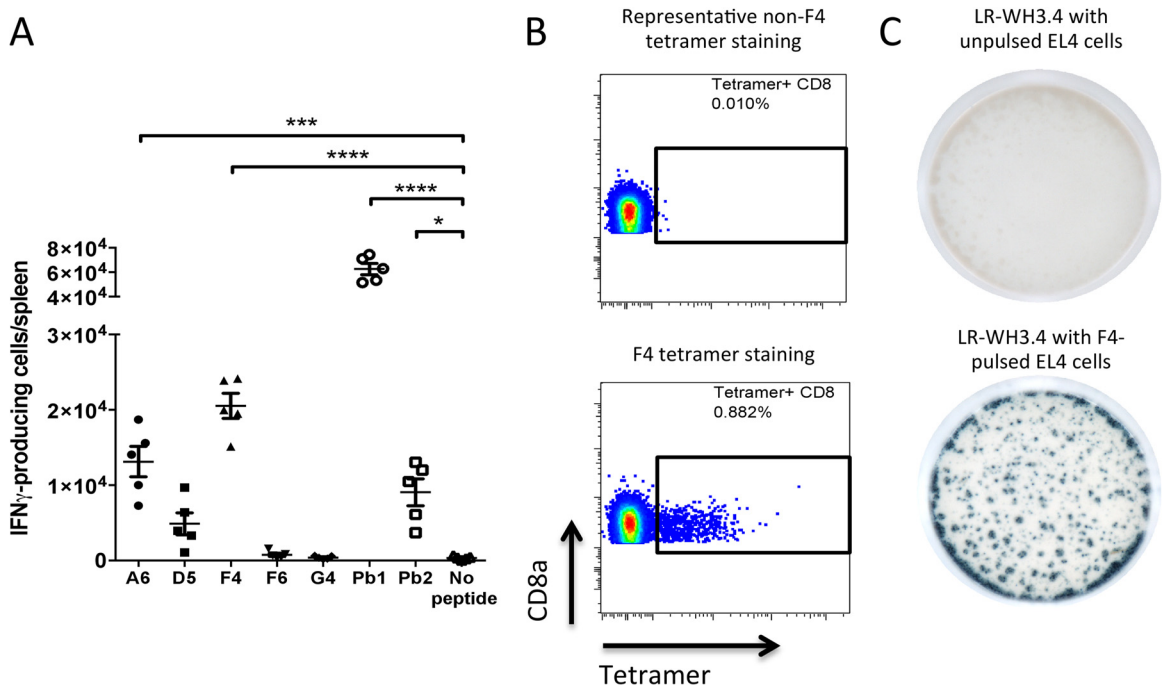 A
***
****
****
*
IFNγ-producing cells/spleen
8×10⁴
6×10⁴
4×10⁴
3×10⁴
2×10⁴
1×10⁴
0
A6 D5 F4 F6 G4 Pb1 Pb2 No
peptide
B
Representative non-F4
tetramer staining
Tetramer+ CD8
0.010%
F4 tetramer staining
Tetramer+ CD8
0.882%
CD8a
Tetramer
C
LR-WH3.4 with
unpulsed EL4 cells
LR-WH3.4 with F4-
pulsed EL4 cells